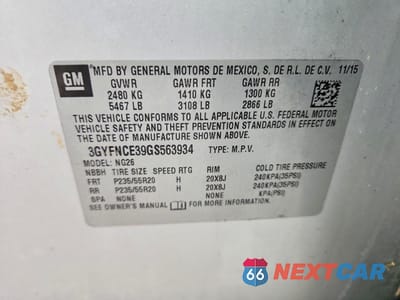 GM MFD BY GENERAL MOTORS DE MEXICO, S. DE R.L. DE C.V. 11/15
GVWR GAWR FRT GAWR RR
2480 KG 1410 KG 1300 KG
5467 LB 3108 LB 2866 LB
THIS VEHICLE CONFORMS TO ALL APPLICABLE U.S. FEDERAL MOTOR
VEHICLE SAFETY AND THEFT PREVENTION STANDARDS IN EFFECT ON
THE DATE OF MANUFACTURE SHOWN ABOVE.
3GYFNCE39GS563934 TYPE: M.P.V.
MODEL: NG26
NBBH TIRE SIZE SPEED RTG RIM COLD TIRE PRESSURE
FRT P235/55R20 H 20X8J 240KPA(35PSI)
RR P235/55R20 H 20X8J 240KPA(35PSI)
SPA NONE NONE KPA(PSI)
SEE OWNER'S MANUAL FOR MORE INFORMATION.
66 NEXTCAR